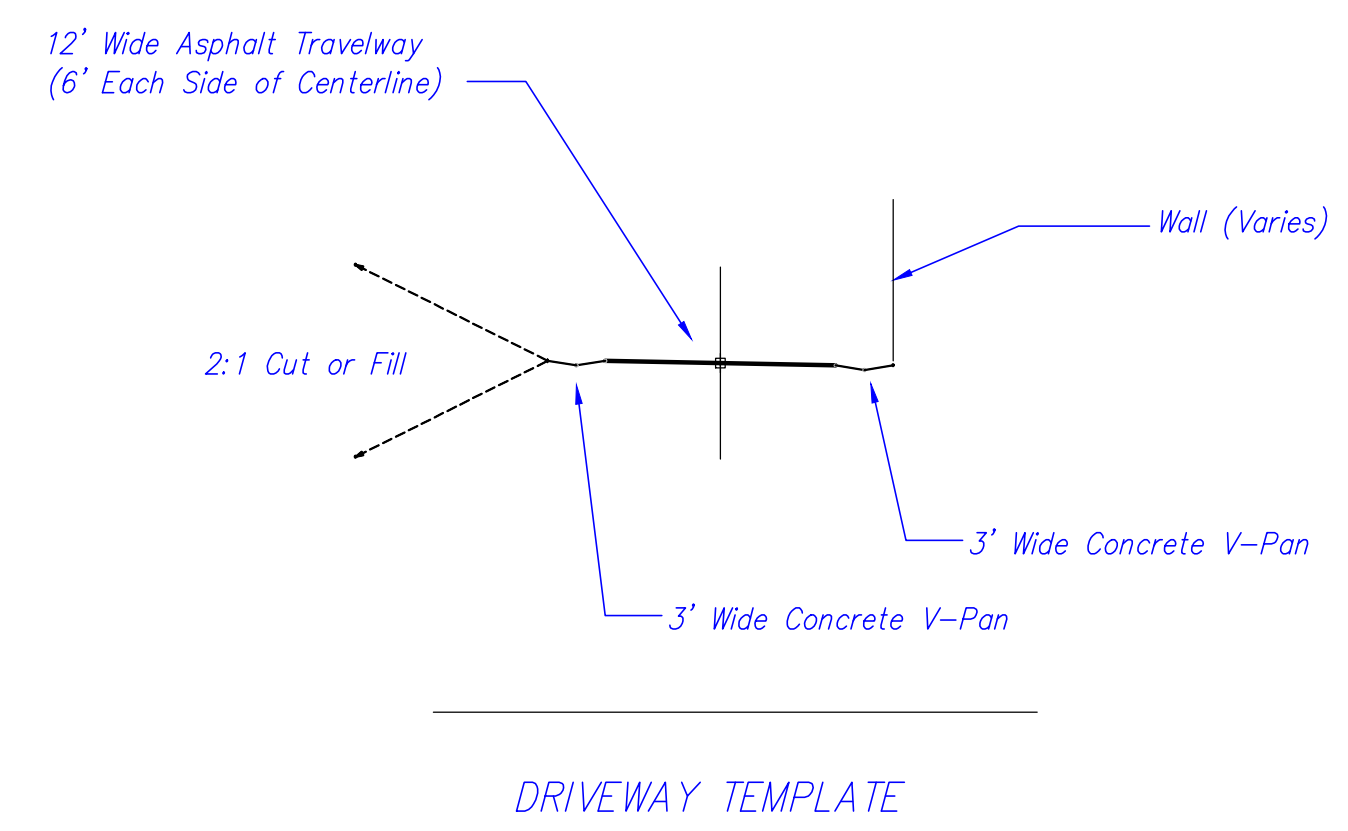 12' Wide Asphalt Travelway
(6' Each Side of Centerline)
Wall (Varies)
2:1 Cut or Fill
3' Wide Concrete V-Pan
3' Wide Concrete V-Pan
DRIVEWAY TEMPLATE